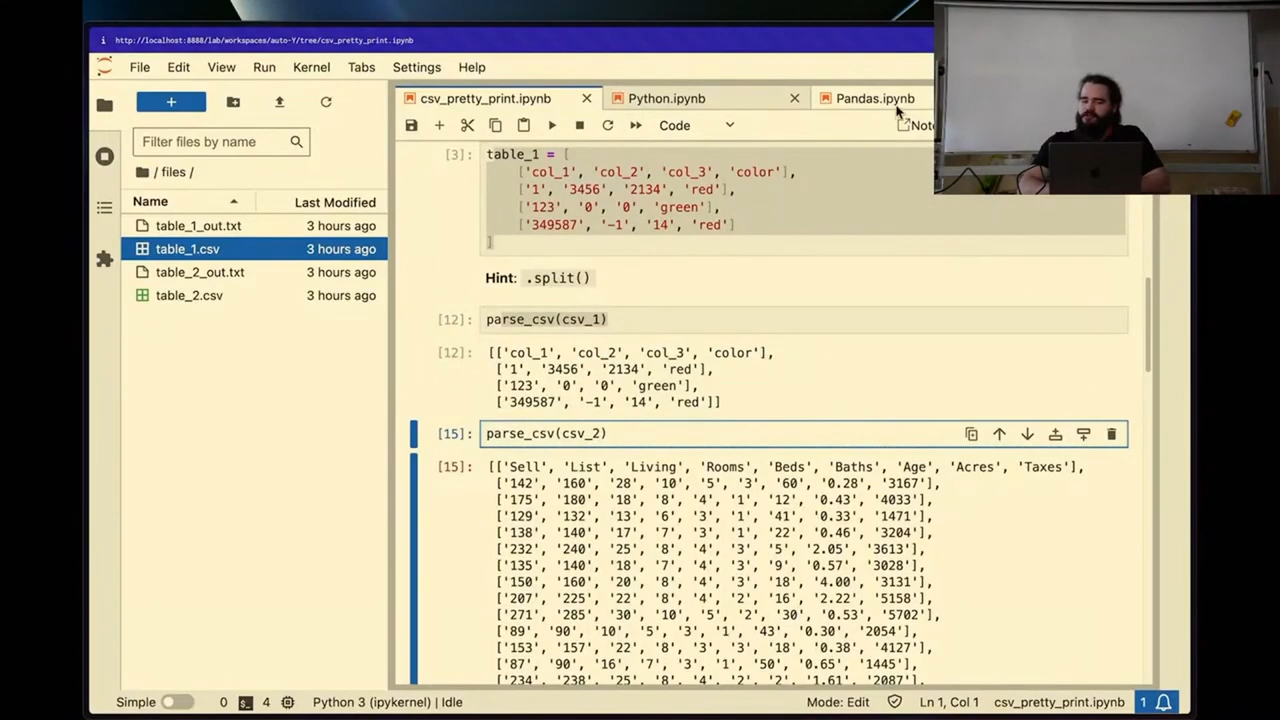 http://localhost:8888/lab/workspaces/auto-Y/tree/csv_pretty_print.ipynb
File Edit View Run Kernel Tabs Settings Help
csv_pretty_print.ipynb Python.ipynb Pandas.ipynb
Code
Filter files by name
/ files /
Name Last Modified
table_1_out.txt 3 hours ago
table_1.csv 3 hours ago
table_2_out.txt 3 hours ago
table_2.csv 3 hours ago
[3]: table_1 = [
['col_1', 'col_2', 'col_3', 'color'],
['1', '3456', '2134', 'red'],
['123', '0', '0', 'green'],
['349587', '-1', '14', 'red']
]
Hint: .split()
[12]: parse_csv(csv_1)
[12]: [['col_1', 'col_2', 'col_3', 'color'],
['1', '3456', '2134', 'red'],
['123', '0', '0', 'green'],
['349587', '-1', '14', 'red']]
[15]: parse_csv(csv_2)
[15]: [['Sell', 'List', 'Living', 'Rooms', 'Beds', 'Baths', 'Age', 'Acres', 'Taxes'],
['142', '160', '28', '10', '5', '3', '60', '0.28', '3167'],
['175', '180', '18', '8', '4', '1', '12', '0.43', '4033'],
['129', '132', '13', '6', '3', '1', '41', '0.33', '1471'],
['138', '140', '17', '7', '3', '1', '22', '0.46', '3204'],
['232', '240', '25', '8', '4', '3', '5', '2.05', '3613'],
['135', '140', '18', '7', '4', '3', '9', '0.57', '3028'],
['150', '160', '20', '8', '4', '3', '18', '4.00', '3131'],
['207', '225', '22', '8', '4', '2', '16', '2.22', '5158'],
['271', '285', '30', '10', '5', '2', '30', '0.53', '5702'],
['89', '90', '10', '5', '3', '1', '43', '0.30', '2054'],
['153', '157', '22', '8', '3', '3', '18', '0.38', '4127'],
['87', '90', '16', '7', '3', '1', '50', '0.65', '1445'],
['234', '238', '25', '8', '4', '2', '2', '1.61', '2087'],
Simple 0 4 Python 3 (ipykernel) | Idle Mode: Edit Ln 1, Col 1 csv_pretty_print.ipynb 1